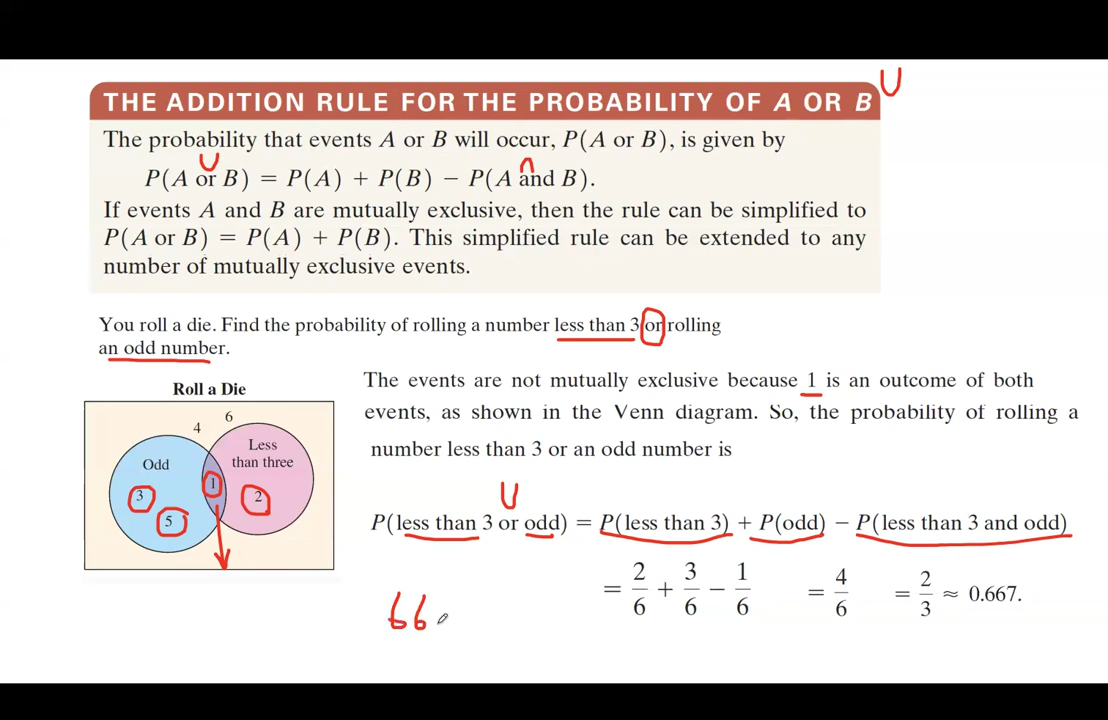 THE ADDITION RULE FOR THE PROBABILITY OF A OR B
∪
The probability that events A or B will occur, P(A or B), is given by
∪
∩
P(A or B) = P(A) + P(B) − P(A and B).
If events A and B are mutually exclusive, then the rule can be simplified to
P(A or B) = P(A) + P(B). This simplified rule can be extended to any
number of mutually exclusive events.
You roll a die. Find the probability of rolling a number less than 3 or rolling
an odd number.
Roll a Die
6
4
Less
than three
Odd
1
3
2
5
The events are not mutually exclusive because 1 is an outcome of both
events, as shown in the Venn diagram. So, the probability of rolling a
number less than 3 or an odd number is
∪
P(less than 3 or odd) = P(less than 3) + P(odd) − P(less than 3 and odd)
= 2/6 + 3/6 − 1/6 = 4/6 = 2/3 ≈ 0.667.
66